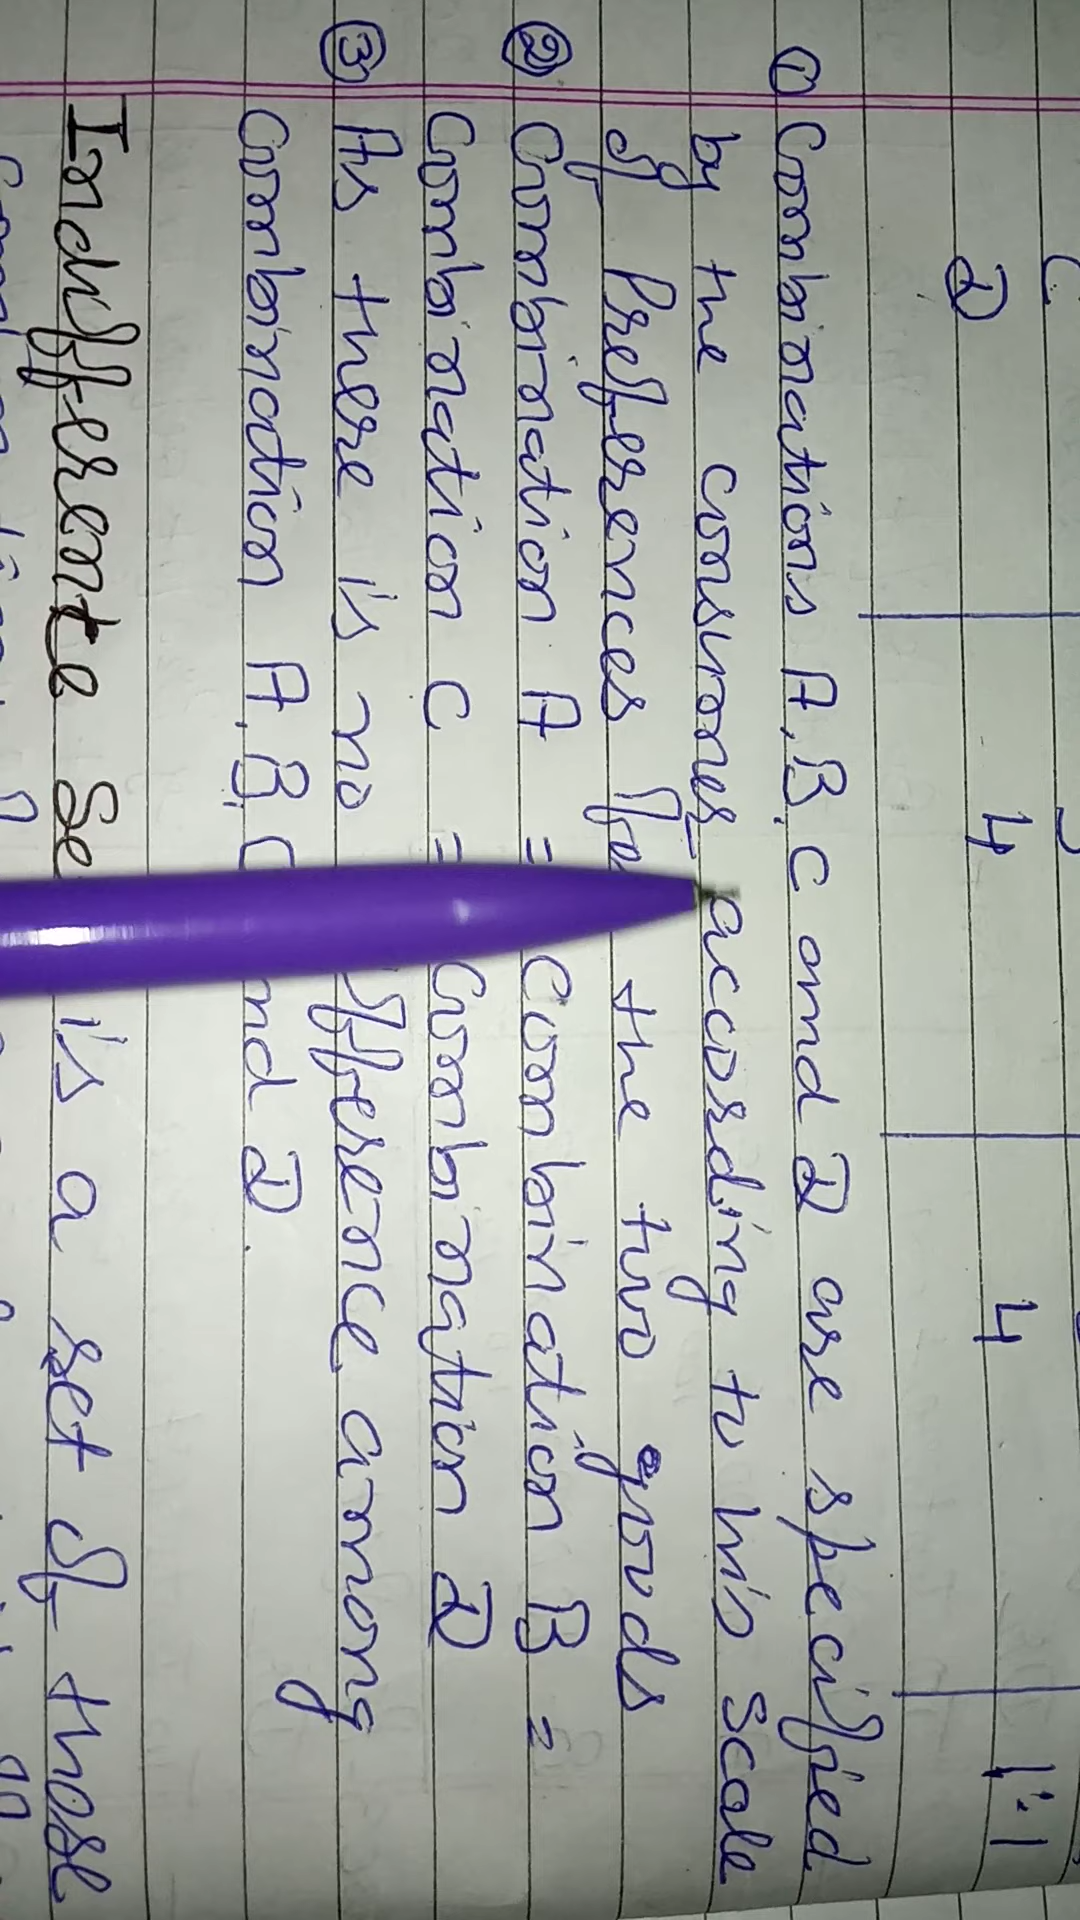 D 4 4 1:1
① Combinations A, B, C and D are specified
by the consumer according to his scale
of Preferences for the two goods
② Combination A = Combination B =
Combination C = Combination D
③ As there is no difference among
Combination A, B, C and D.
Indifferente Set is a set of those